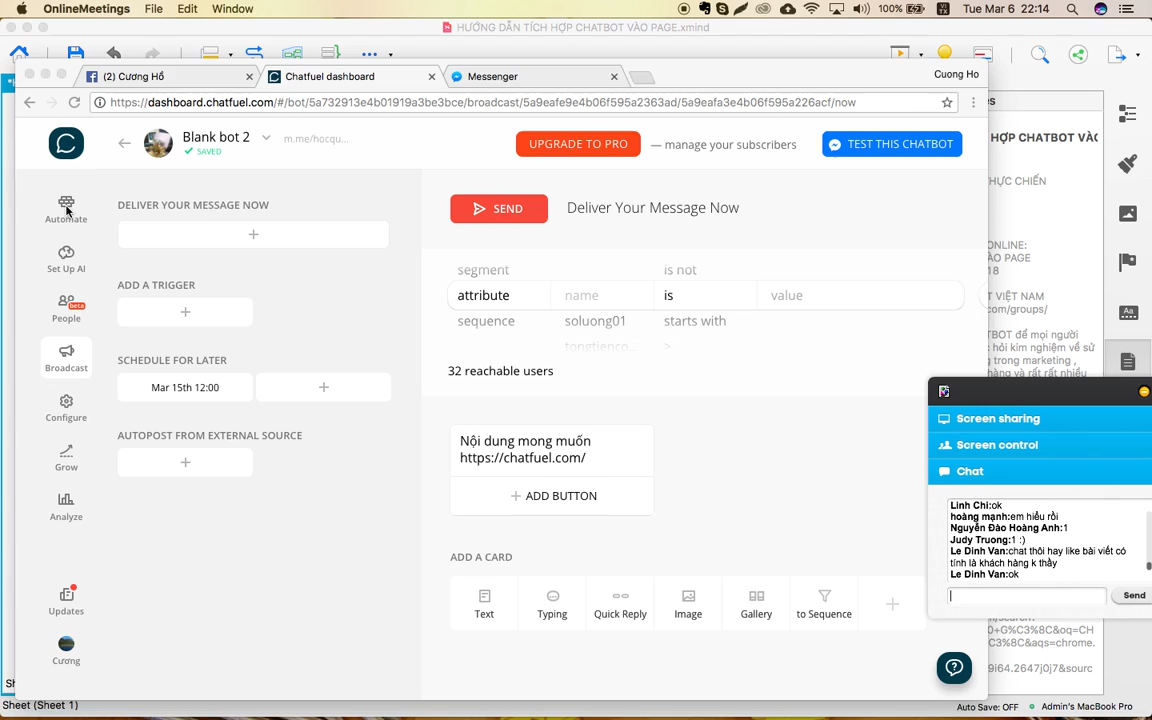 OnlineMeetings File Edit Window
100% Tue Mar 6 22:14
HƯỚNG DẪN TÍCH HỢP CHATBOT VÀO PAGE.xmind
(2) Cương Hồ
Chatfuel dashboard
Messenger
Cuong Ho
https://dashboard.chatfuel.com/#/bot/5a732913e4b01919a3be3bce/broadcast/5a9eafe9e4b06f595a2363ad/5a9eafa3e4b06f595a226acf/now
Blank bot 2
SAVED
m.me/hocqu...
UPGRADE TO PRO
— manage your subscribers
TEST THIS CHATBOT
Automate
Set Up AI
People
beta
Broadcast
Configure
Grow
Analyze
Updates
Cương
DELIVER YOUR MESSAGE NOW
+
ADD A TRIGGER
+
SCHEDULE FOR LATER
Mar 15th 12:00
+
AUTOPOST FROM EXTERNAL SOURCE
+
SEND
Deliver Your Message Now
segment is not
attribute name is value
sequence soluong01 starts with
tongtienco... >
32 reachable users
Nội dung mong muốn
https://chatfuel.com/
+ ADD BUTTON
ADD A CARD
Text
Typing
Quick Reply
Image
Gallery
to Sequence
+
es
HỢP CHATBOT VÀO
HỰC CHIẾN
ONLINE:
ÀO PAGE
18
T VIỆT NAM
com/groups/
BOT để mọi người
hỏi kim nghiệm về sử
g trong marketing ,
hàng và rất rất nhiều
Screen sharing
Screen control
Chat
Linh Chi:ok
hoàng mạnh:em hiểu rồi
Nguyễn Đào Hoàng Anh:1
Judy Truong:1 :)
Le Dinh Van:chat thôi hay like bài viết có
tính là khách hàng k thầy
Le Dinh Van:ok
Send
0+G%C3%8C&oq=CH
%C3%8C&aqs=chrome.
9i64.2647j0j7&sourc
Sheet (Sheet 1)
Auto Save: OFF
Admin's MacBook Pro